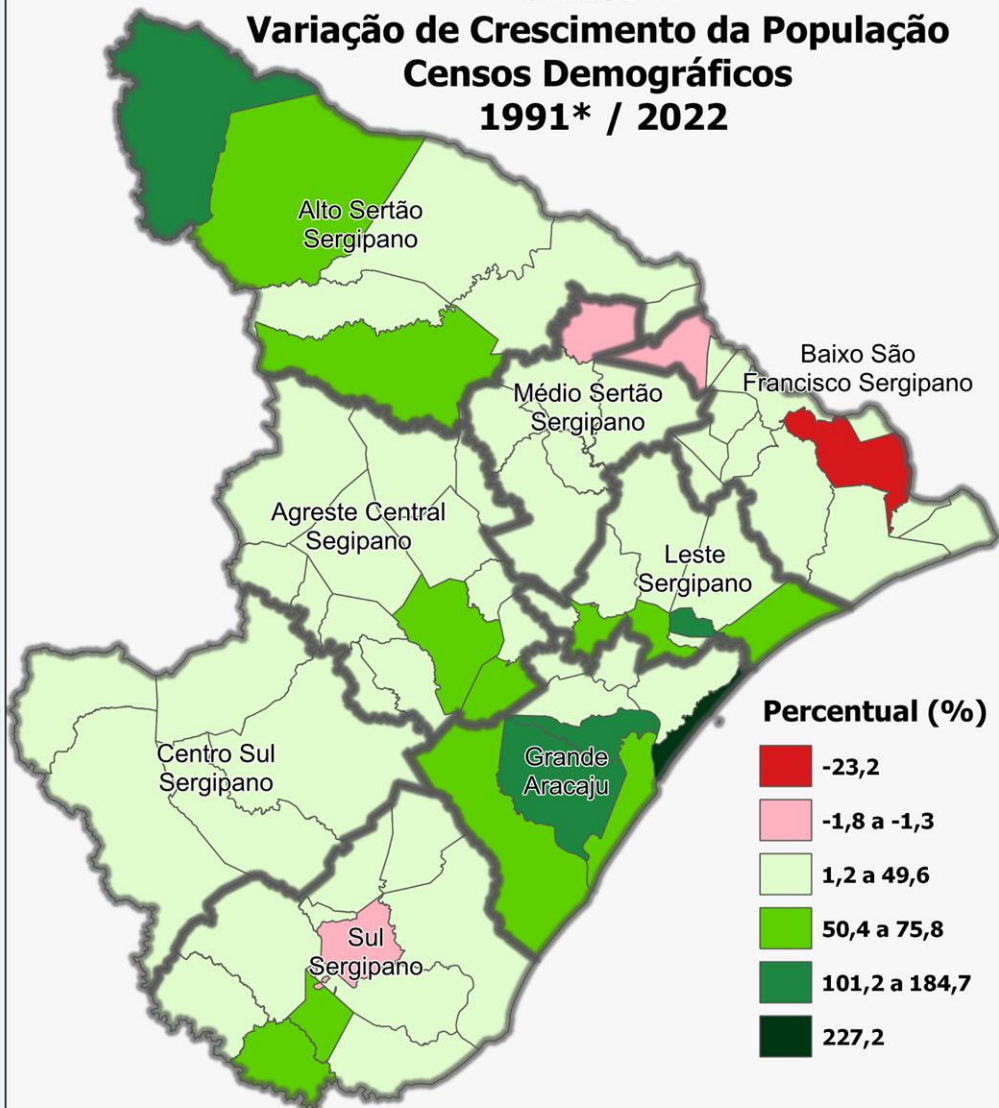 Variação de Crescimento da População
Censos Demográficos
1991* / 2022
Alto Sertão
Sergipano
Baixo São
Francisco Sergipano
Médio Sertão
Sergipano
Agreste Central
Segipano
Leste
Sergipano
Percentual (%)
Centro Sul
Sergipano
Grande
Aracaju
-23,2
-1,8 a -1,3
1,2 a 49,6
50,4 a 75,8
101,2 a 184,7
227,2
Sul
Sergipano